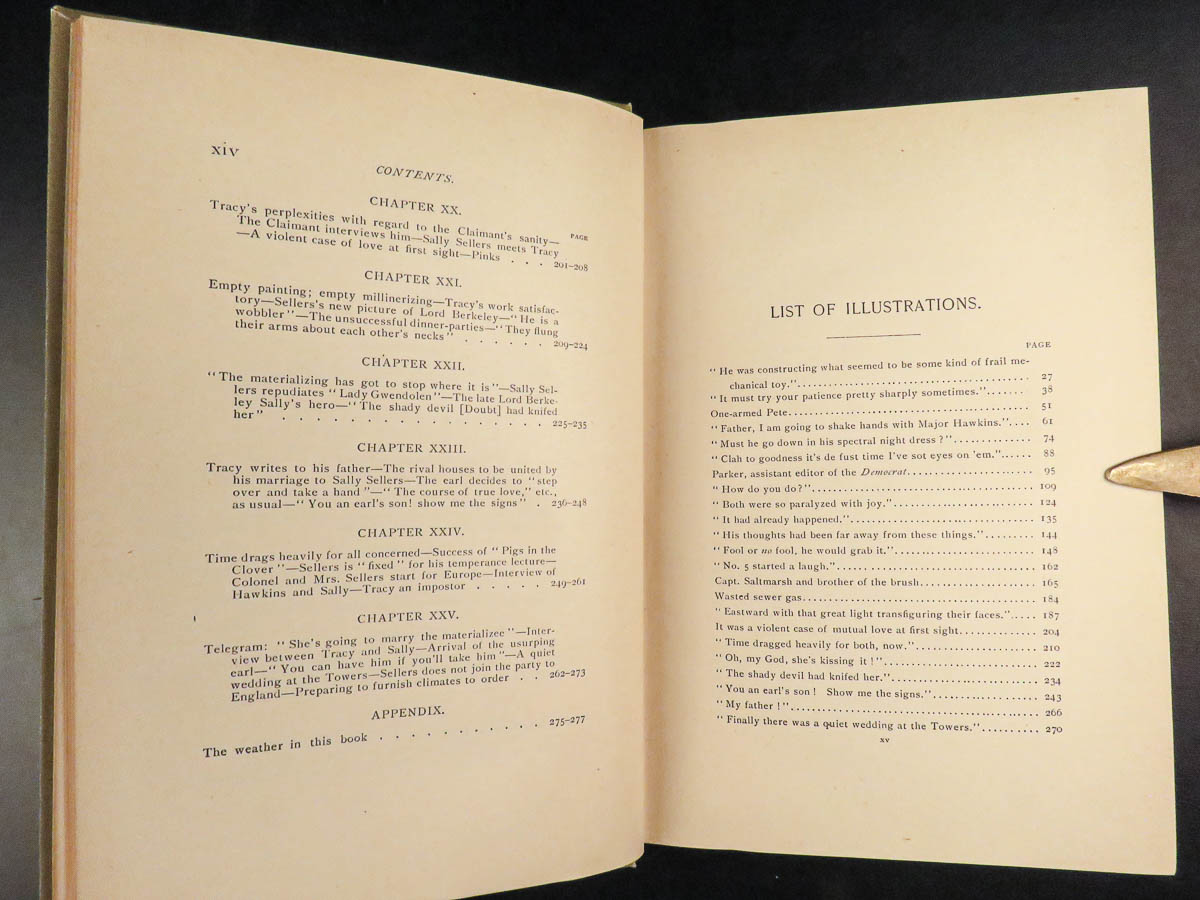 xiv
CONTENTS.
CHAPTER XX.
PAGE
Tracy's perplexities with regard to the Claimant's sanity—
The Claimant interviews him—Sally Sellers meets Tracy
—A violent case of love at first sight—Pinks . . . 201–208
CHAPTER XXI.
Empty painting; empty millinerizing—Tracy's work satisfac-
tory—Sellers's new picture of Lord Berkeley—"He is a
wobbler"—The unsuccessful dinner-parties—"They flung
their arms about each other's necks" . . . . . . 209–224
CHAPTER XXII.
"The materializing has got to stop where it is"—Sally Sel-
lers repudiates "Lady Gwendolen"—The late Lord Berke-
ley Sally's hero—"The shady devil [Doubt] had knifed
her" . . . . . . . . . . . . . . . . 225–235
CHAPTER XXIII.
Tracy writes to his father—The rival houses to be united by
his marriage to Sally Sellers—The earl decides to "step
over and take a hand"—"The course of true love," etc.,
as usual—"You an earl's son! show me the signs" . 236–248
CHAPTER XXIV.
Time drags heavily for all concerned—Success of "Pigs in the
Clover"—Sellers is "fixed" for his temperance lecture—
Colonel and Mrs. Sellers start for Europe—Interview of
Hawkins and Sally—Tracy an impostor . . . . . 249–261
CHAPTER XXV.
Telegram: "She's going to marry the materializee"—Inter-
view between Tracy and Sally—Arrival of the usurping
earl—"You can have him if you'll take him"—A quiet
wedding at the Towers—Sellers does not join the party to
England—Preparing to furnish climates to order . . 262–273
APPENDIX.
The weather in this book . . . . . . . . . . . 275–277
LIST OF ILLUSTRATIONS.
PAGE
"He was constructing what seemed to be some kind of frail me-
chanical toy."........................................ 27
"It must try your patience pretty sharply sometimes."....... 38
One-armed Pete........................................ 51
"Father, I am going to shake hands with Major Hawkins.".... 61
"Must he go down in his spectral night dress?".............. 74
"Clah to goodness it's de fust time I've sot eyes on 'em."...... 88
Parker, assistant editor of the Democrat..................... 95
"How do you do?"...................................... 109
"Both were so paralyzed with joy."........................ 124
"It had already happened."............................... 135
"His thoughts had been far away from these things."........ 144
"Fool or no fool, he would grab it."........................ 148
"No. 5 started a laugh."................................... 162
Capt. Saltmarsh and brother of the brush................... 165
Wasted sewer gas........................................ 184
"Eastward with that great light transfiguring their faces."..... 187
It was a violent case of mutual love at first sight............. 204
"Time dragged heavily for both, now."..................... 210
"Oh, my God, she's kissing it!"........................... 222
"The shady devil had knifed her."......................... 234
"You an earl's son! Show me the signs.".................. 243
"My father!".......................................... 266
"Finally there was a quiet wedding at the Towers.".......... 270
xv